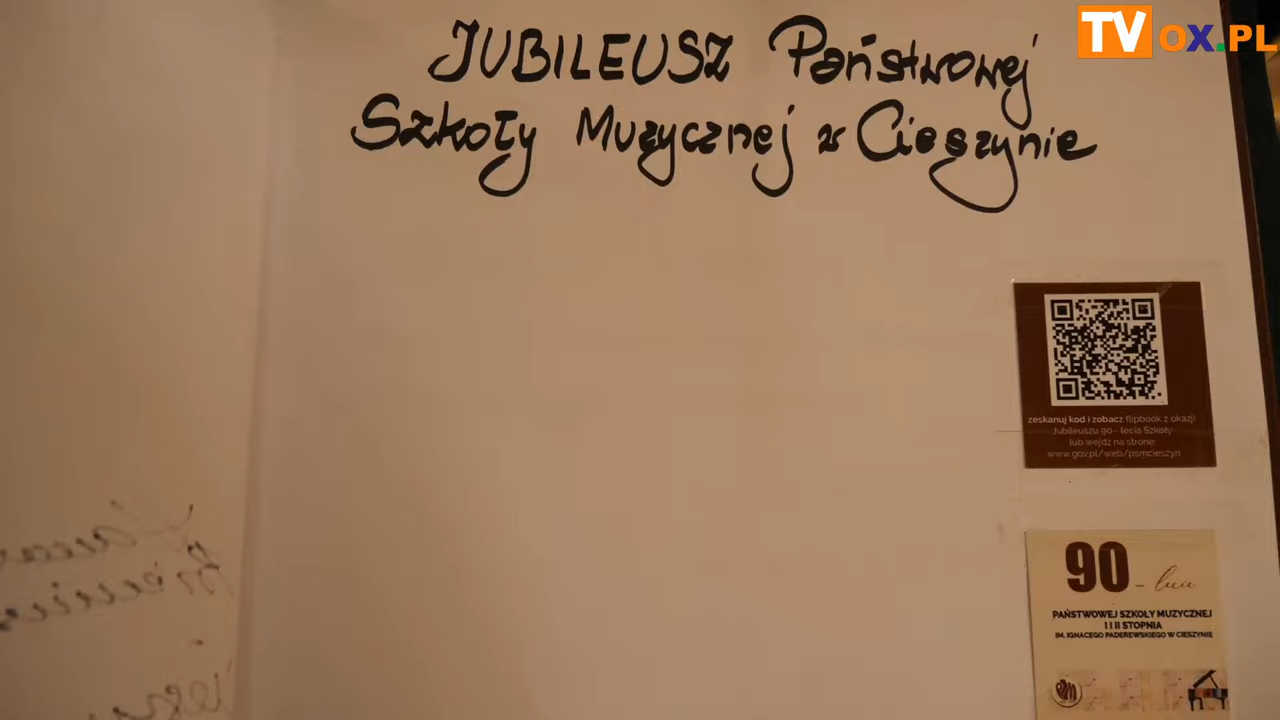 JUBILEUSZ Państwowej
Szkoły Muzycznej w Cieszynie
TVOX.PL
zeskanuj kod i zobacz flipbook z okazji
Jubileuszu 90 - lecia Szkoły
lub wejdź na stronę:
www.gov.pl/web/psmcieszyn
90 - lecie
PAŃSTWOWEJ SZKOŁY MUZYCZNEJ
I I II STOPNIA
IM. IGNACEGO PADEREWSKIEGO W CIESZYNIE